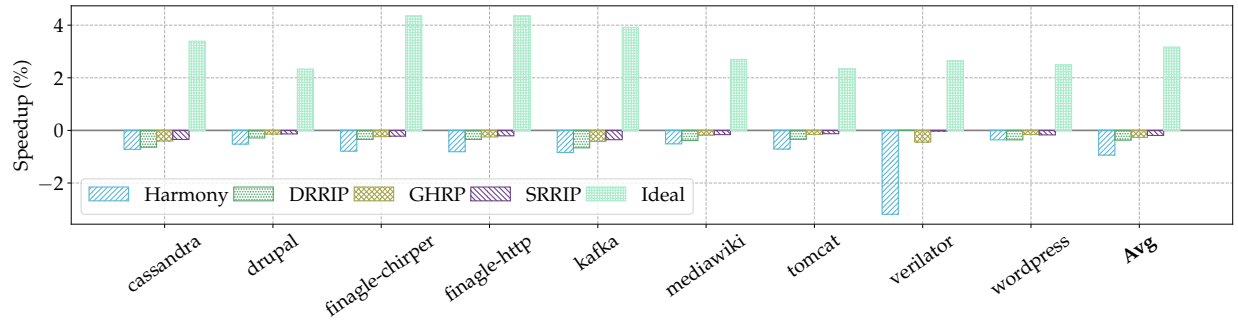 Speedup (%)
4
2
0
−2
Harmony DRRIP GHRP SRRIP Ideal
cassandra drupal finagle-chirper finagle-http kafka mediawiki tomcat verilator wordpress Avg